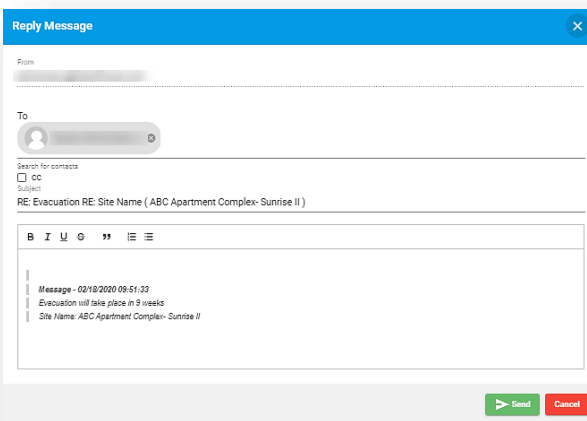 Reply Message
From
To
Search for contacts
cc
Subject
RE: Evacuation RE: Site Name ( ABC Apartment Complex- Sunrise II )
B I U S
Message - 02/18/2020 09:51:33
Evacuation will take place in 9 weeks
Site Name: ABC Apartment Complex- Sunrise II
Send Cancel